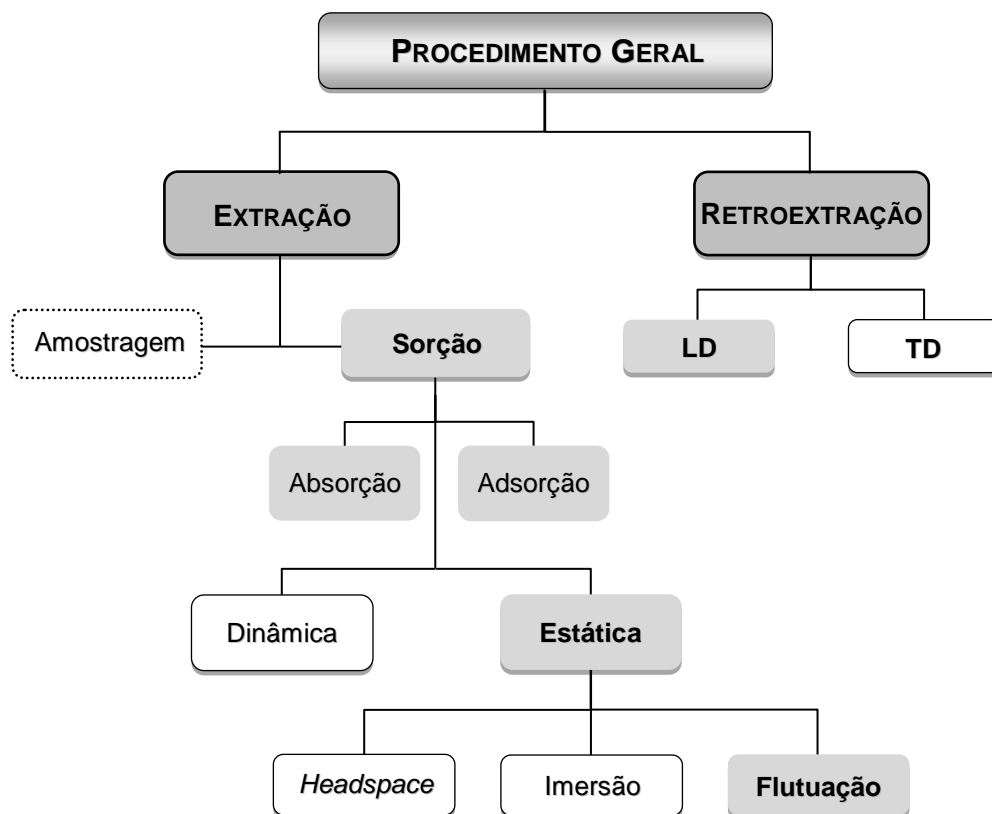 PROCEDIMENTO GERAL
EXTRAÇÃO
RETROEXTRAÇÃO
Amostragem
Sorção
LD
TD
Absorção
Adsorção
Dinâmica
Estática
Headspace
Imersão
Flutuação